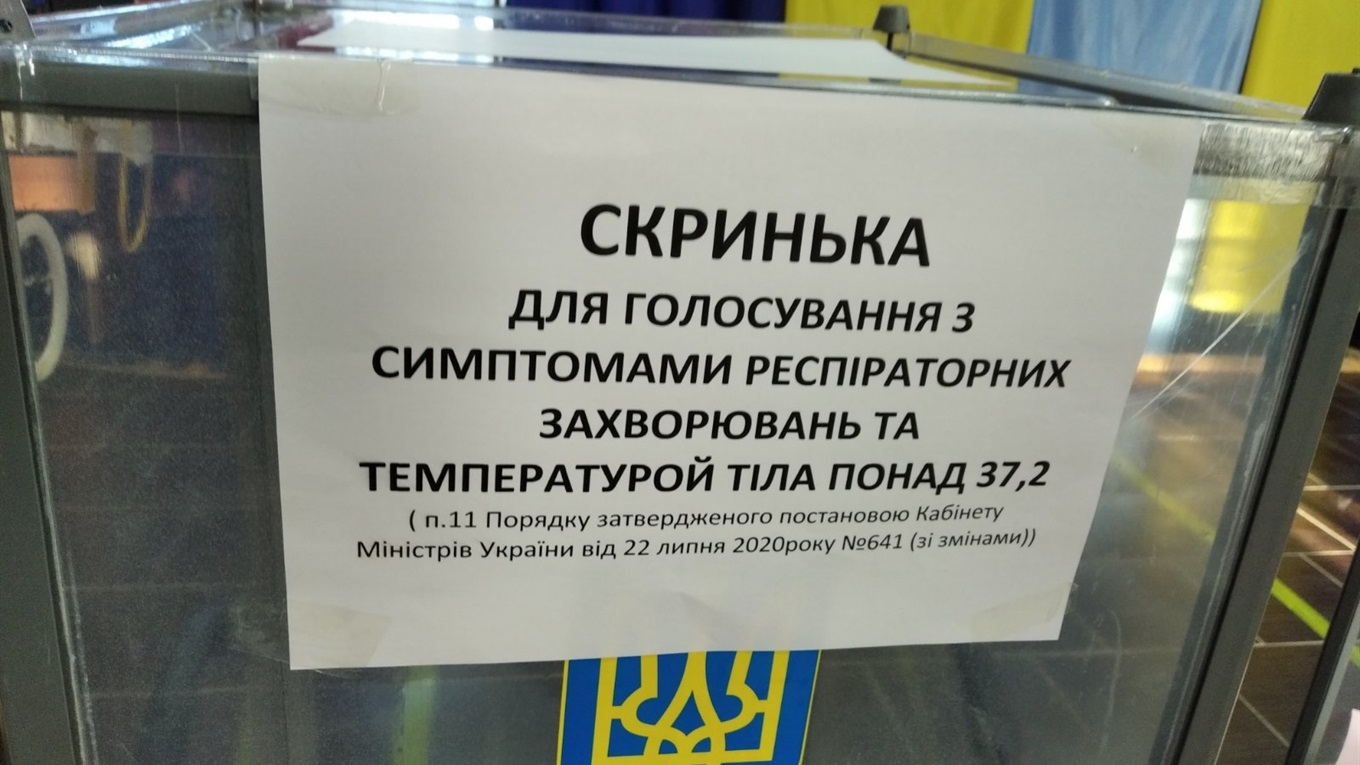 СКРИНЬКА
ДЛЯ ГОЛОСУВАННЯ З
СИМПТОМАМИ РЕСПІРАТОРНИХ
ЗАХВОРЮВАНЬ ТА
ТЕМПЕРАТУРОЙ ТІЛА ПОНАД 37,2
( п.11 Порядку затвердженого постановою Кабінету
Міністрів України від 22 липня 2020року №641 (зі змінами))